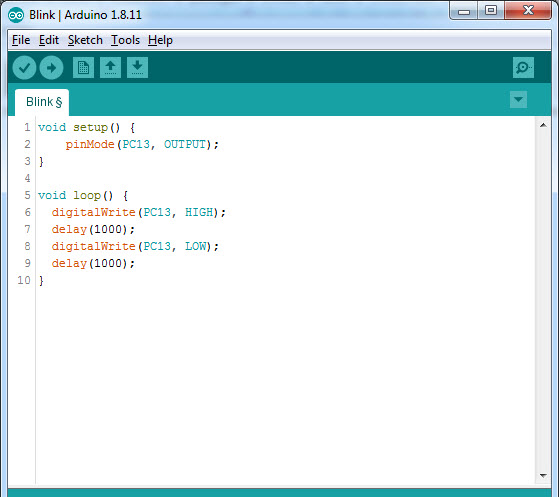 Blink | Arduino 1.8.11
File Edit Sketch Tools Help
Blink §
1 void setup() {
2     pinMode(PC13, OUTPUT);
3 }
4
5 void loop() {
6   digitalWrite(PC13, HIGH);
7   delay(1000);
8   digitalWrite(PC13, LOW);
9   delay(1000);
10 }